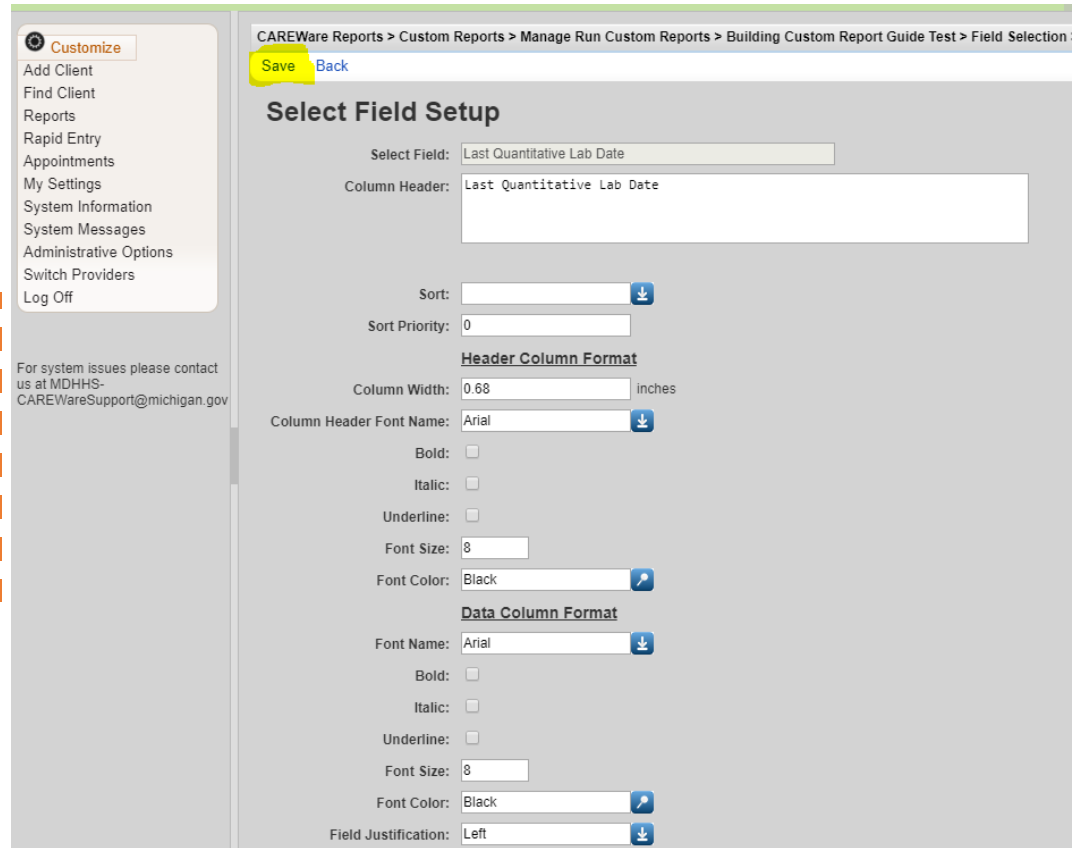 Customize
Add Client
Find Client
Reports
Rapid Entry
Appointments
My Settings
System Information
System Messages
Administrative Options
Switch Providers
Log Off
For system issues please contact
us at MDHHS-
CAREWareSupport@michigan.gov
CAREWare Reports > Custom Reports > Manage Run Custom Reports > Building Custom Report Guide Test > Field Selection
Save Back
Select Field Setup
Select Field: Last Quantitative Lab Date
Column Header: Last Quantitative Lab Date
Sort:
Sort Priority: 0
Header Column Format
Column Width: 0.68 inches
Column Header Font Name: Arial
Bold:
Italic:
Underline:
Font Size: 8
Font Color: Black
Data Column Format
Font Name: Arial
Bold:
Italic:
Underline:
Font Size: 8
Font Color: Black
Field Justification: Left